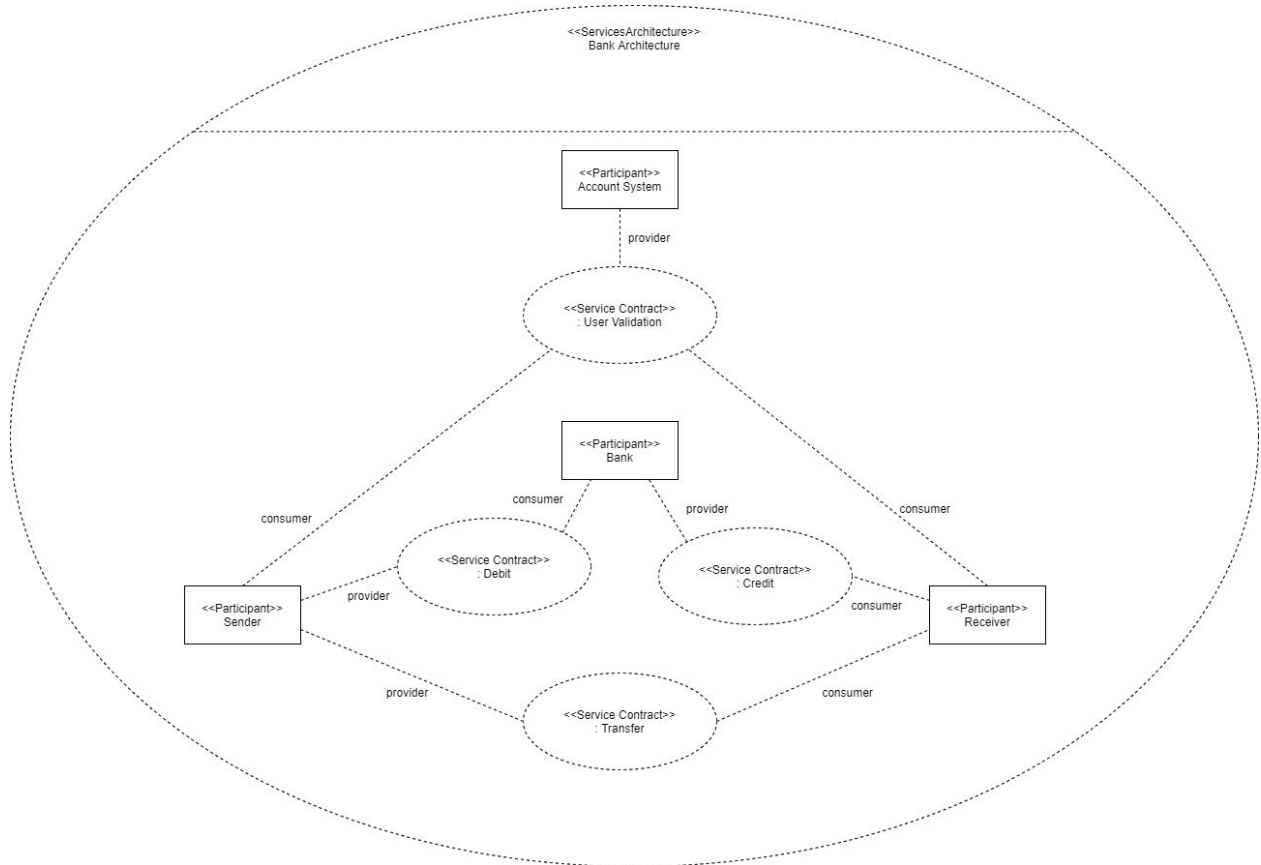 <<ServicesArchitecture>>
Bank Architecture
<<Participant>>
Account System
provider
<<Service Contract>>
: User Validation
<<Participant>>
Bank
consumer
provider
consumer
consumer
<<Service Contract>>
: Debit
<<Service Contract>>
: Credit
provider
consumer
<<Participant>>
Sender
<<Participant>>
Receiver
provider
consumer
<<Service Contract>>
: Transfer